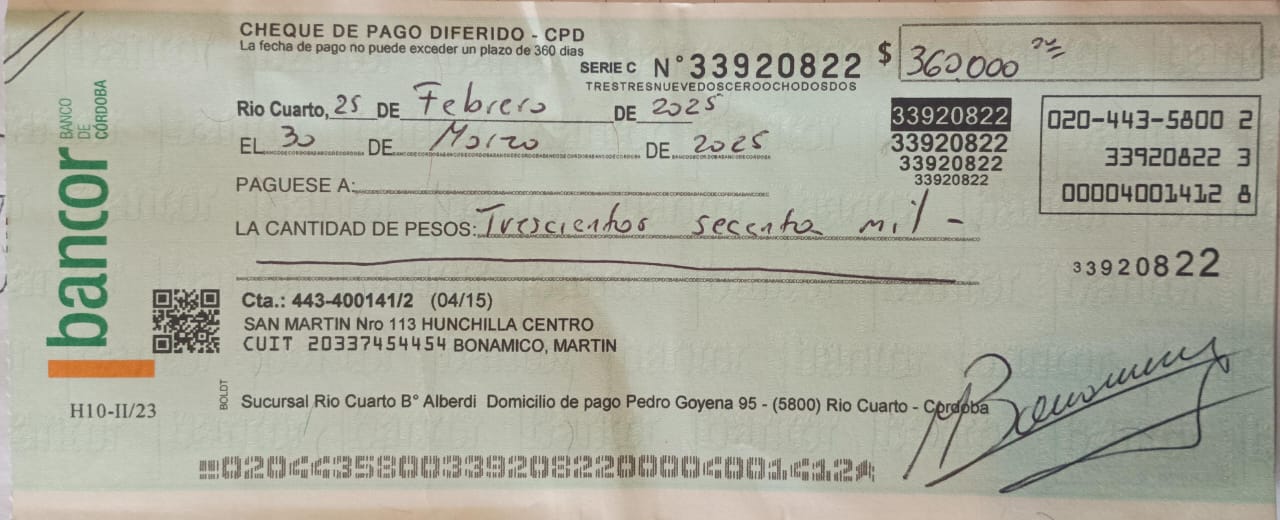 CHEQUE DE PAGO DIFERIDO - CPD
La fecha de pago no puede exceder un plazo de 360 dias
SERIE C N°33920822 $ 360.000
TRESTRESNUEVEDOSCEROOCHODOSDOS
Rio Cuarto, 25 DE Febrero DE 2025
EL 30 DE Marzo DE 2025
PAGUESE A:
LA CANTIDAD DE PESOS: Trescientos secenta mil -
33920822
33920822
33920822
33920822
020-443-5800 2
33920822 3
00004001412 8
33920822
bancor
BANCO
DE
CÓRDOBA
Cta.: 443-400141/2 (04/15)
SAN MARTIN Nro 113 HUNCHILLA CENTRO
CUIT 20337454454 BONAMICO, MARTIN
H10-II/23
BOLDT
Sucursal Rio Cuarto B° Alberdi Domicilio de pago Pedro Goyena 95 - (5800) Rio Cuarto - Córdoba
02044358003392082200004001412